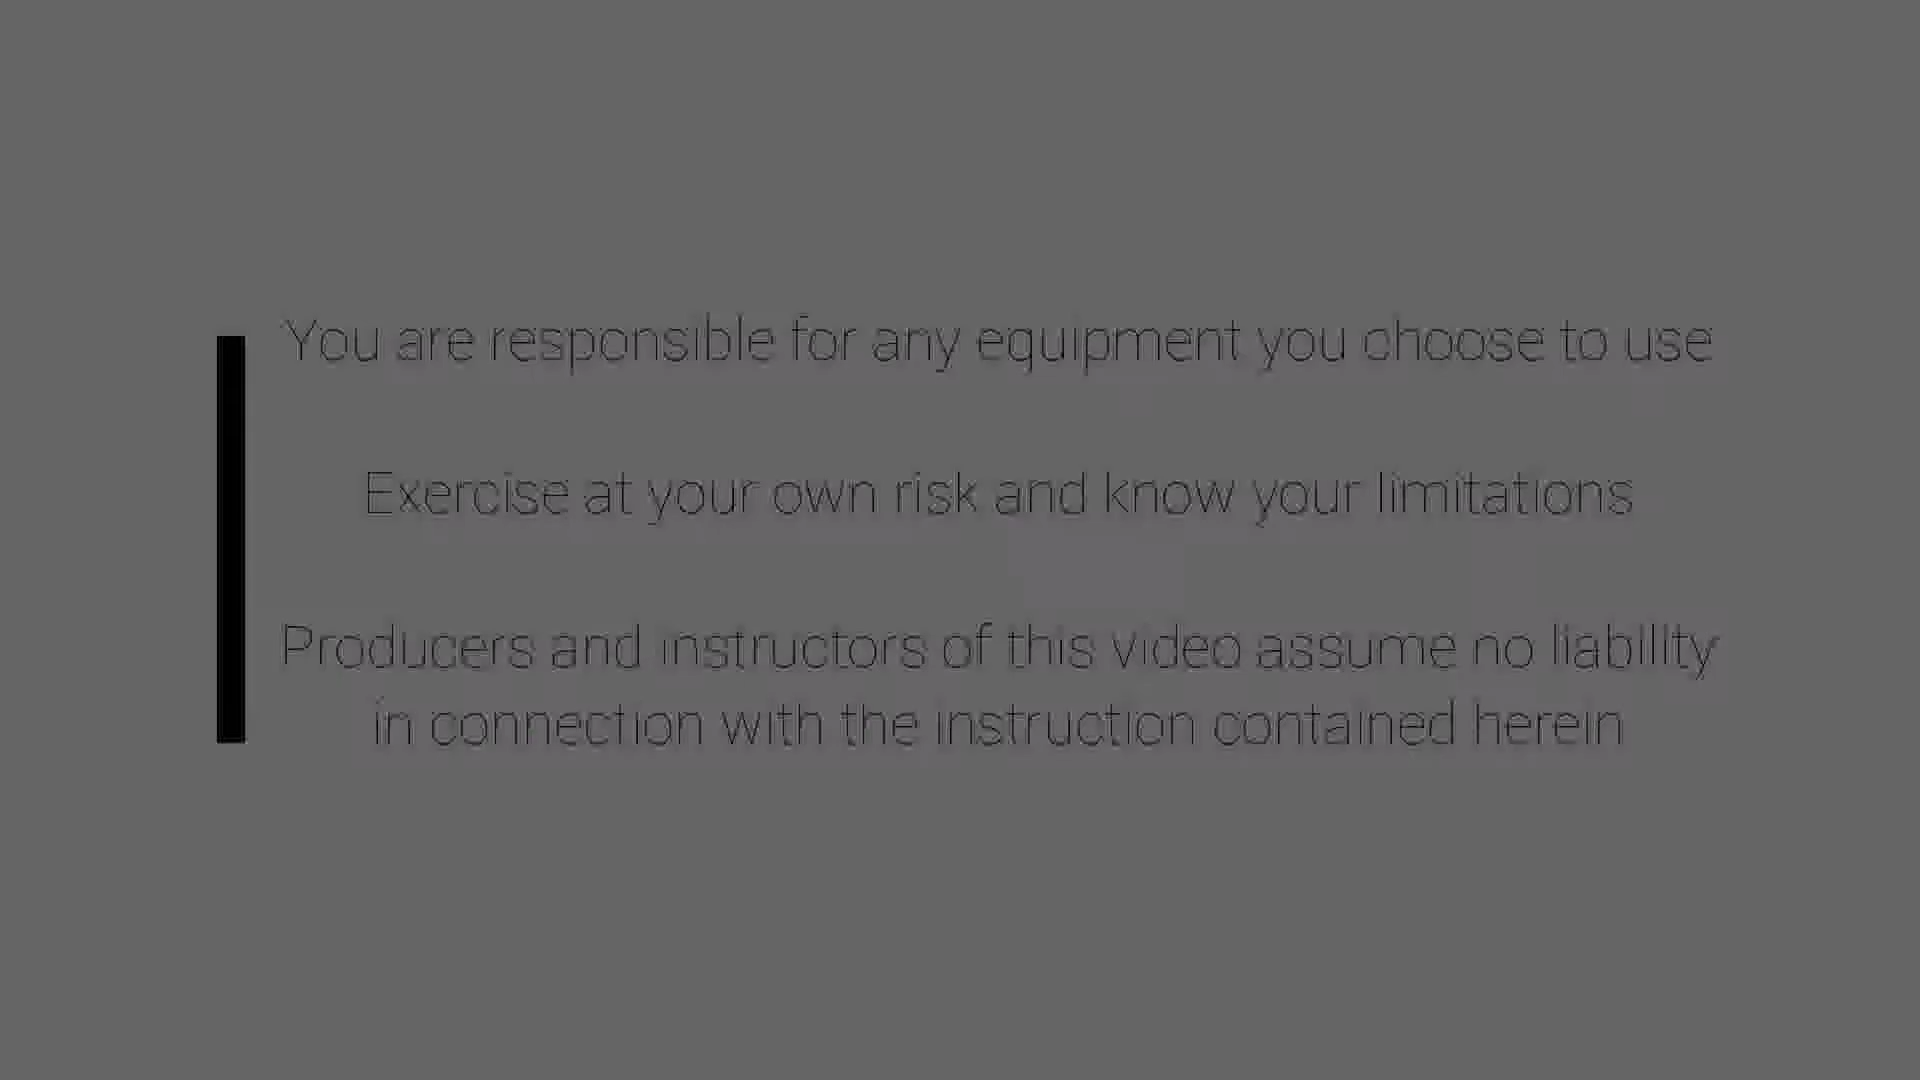 You are responsible for any equipment you choose to use
Exercise at your own risk and know your limitations
Producers and instructors of this video assume no liability
in connection with the instruction contained herein